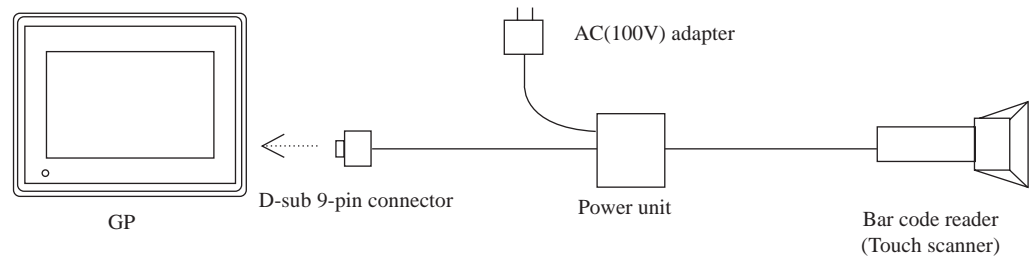 AC(100V) adapter
D-sub 9-pin connector
GP
Power unit
Bar code reader
(Touch scanner)